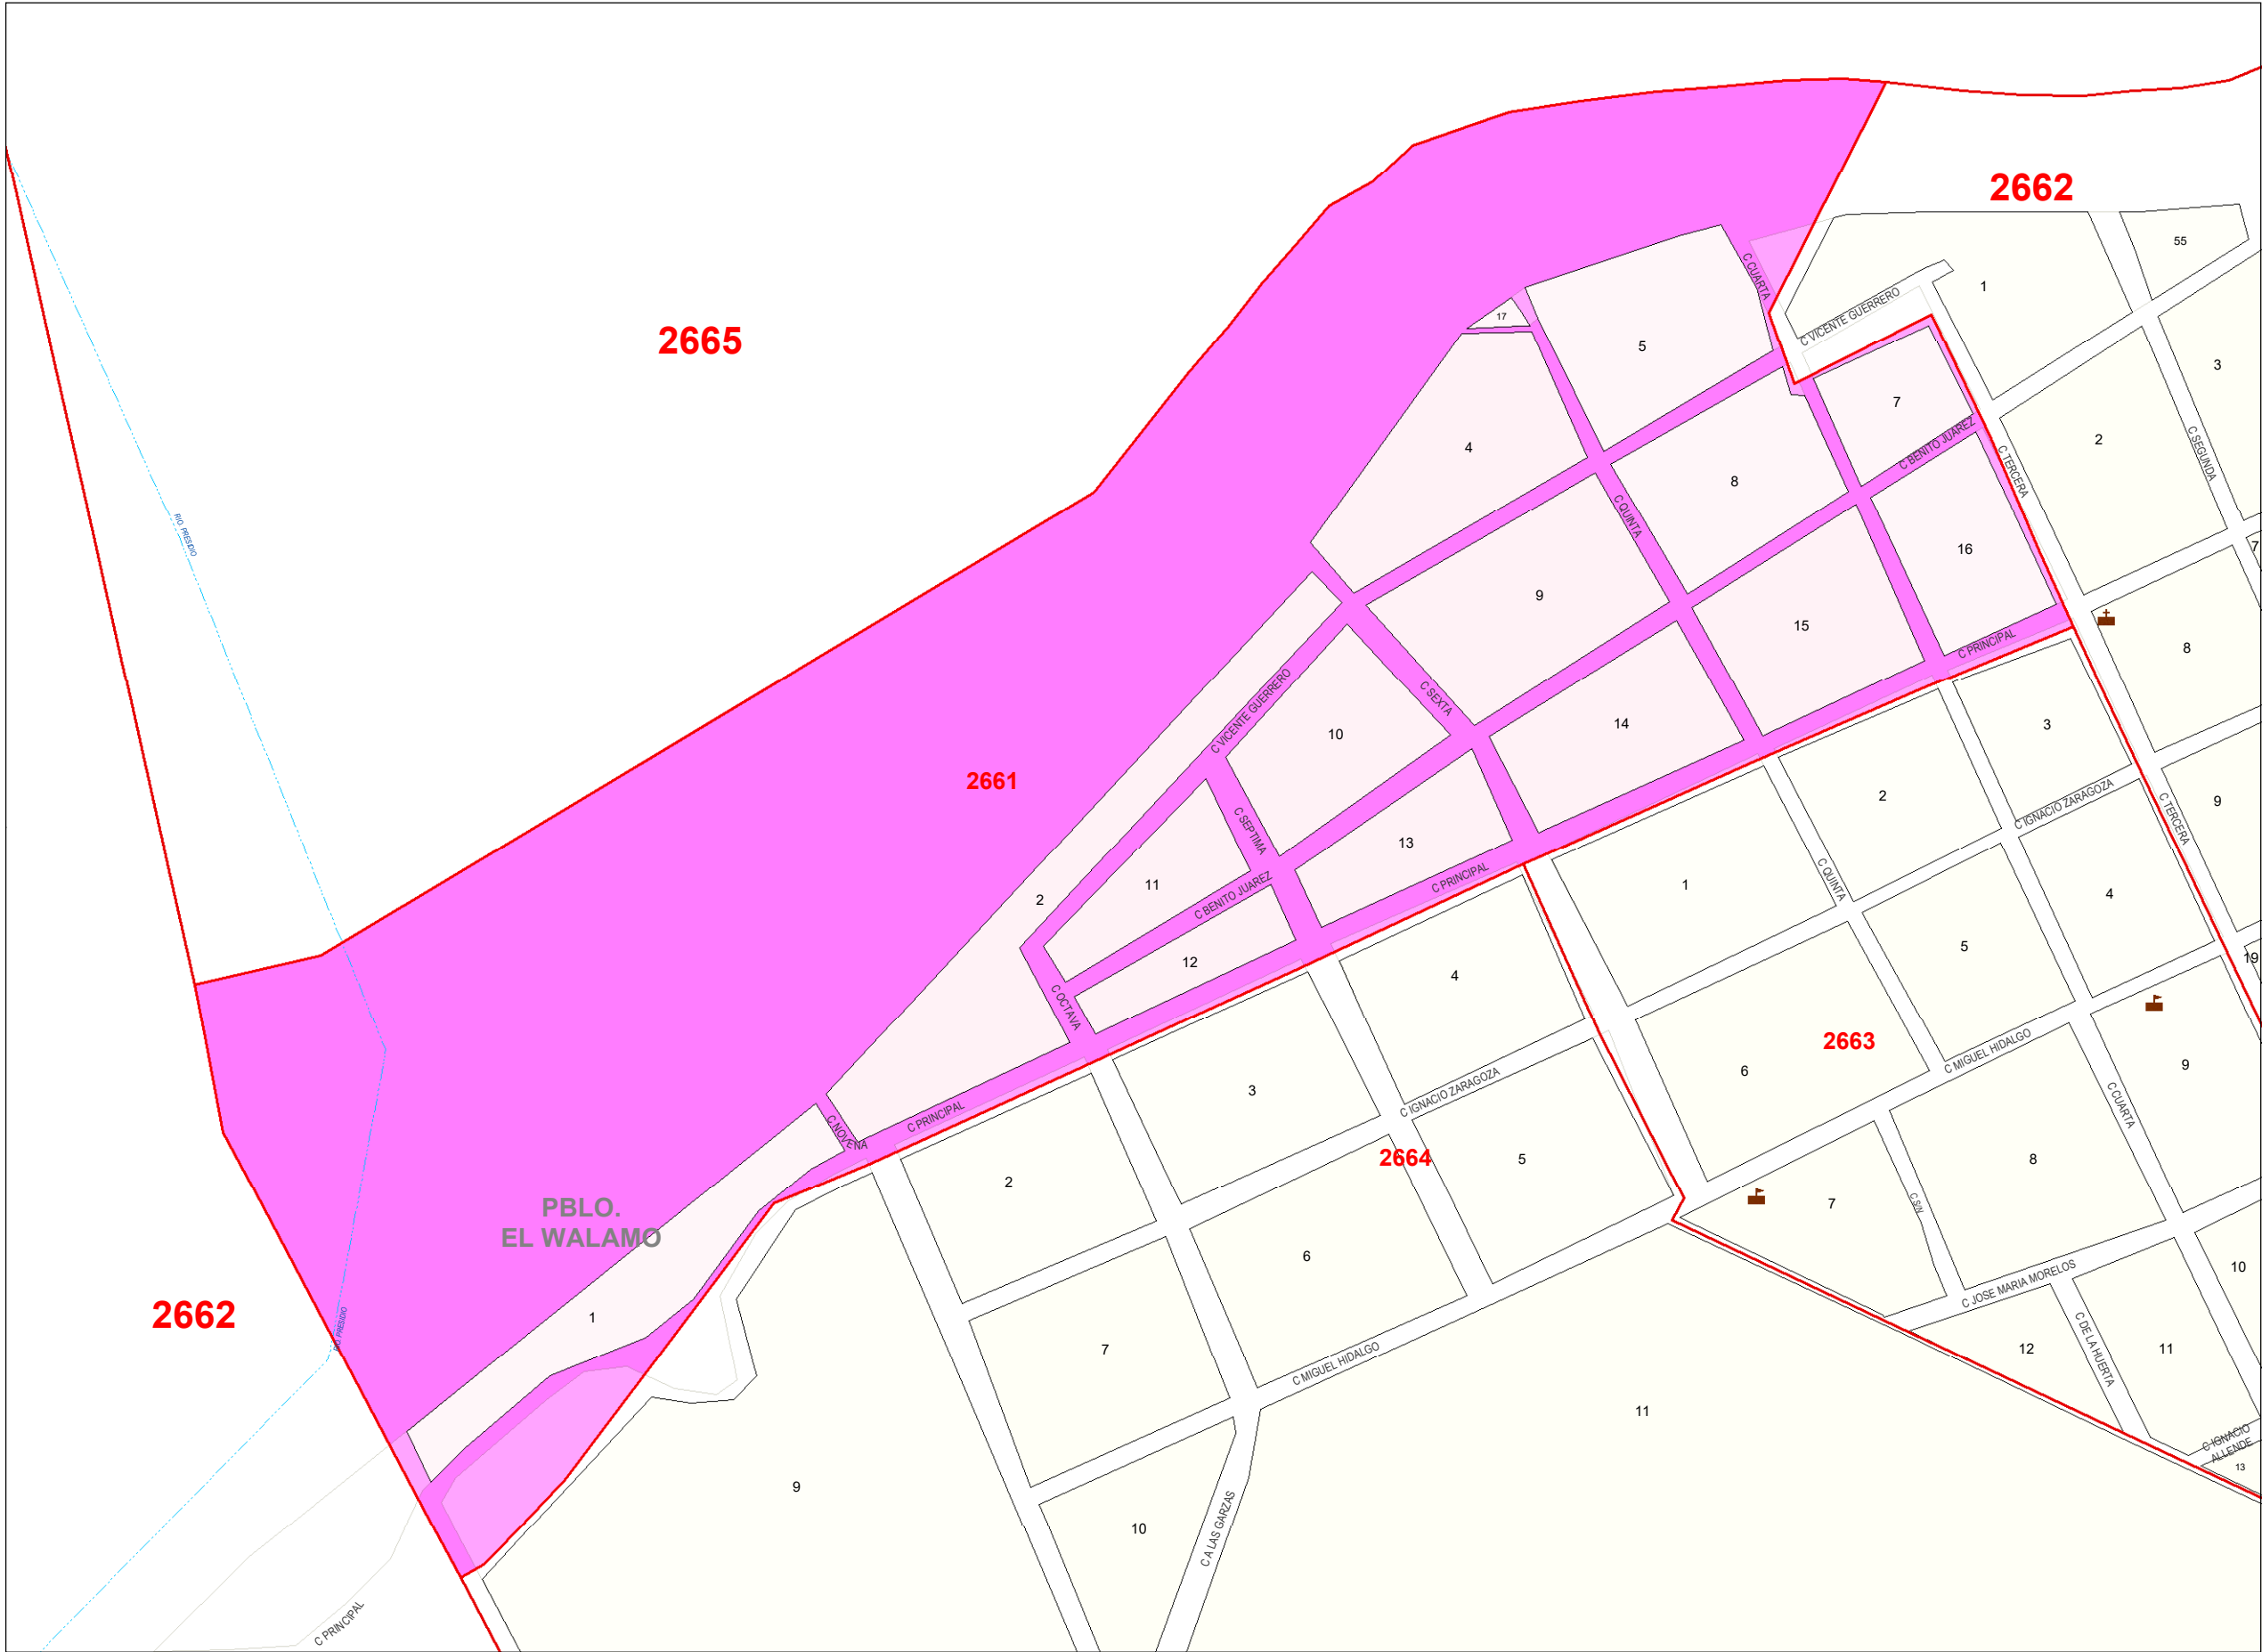 2662
55
1
C CUARTA
C VICENTE GUERRERO
17
2665
5
3
7
4
2
C BENITO JUAREZ
C TERCERA
C SEGUNDA
8
C QUINTA
RIO PRESIDIO
16
7
9
15
8
C PRINCIPAL
C SEXTA
C VICENTE GUERRERO
14
3
10
2661
C IGNACIO ZARAGOZA
2
9
C TERCERA
C SEPTIMA
13
11
C PRINCIPAL
C QUINTA
1
C BENITO JUAREZ
2
4
5
12
4
19
C OCTAVA
2663
C MIGUEL HIDALGO
6
9
3
C IGNACIO ZARAGOZA
C CUARTA
C PRINCIPAL
C NOVENA
2664
5
8
2
7
C S/N
PBLO.
EL WALAMO
6
10
C JOSE MARIA MORELOS
2662
1
RIO PRESIDIO
7
C MIGUEL HIDALGO
12
C DE LA HUERTA
11
11
C IGNACIO
ALLENDE
13
9
10
C A LAS GARZAS
C PRINCIPAL